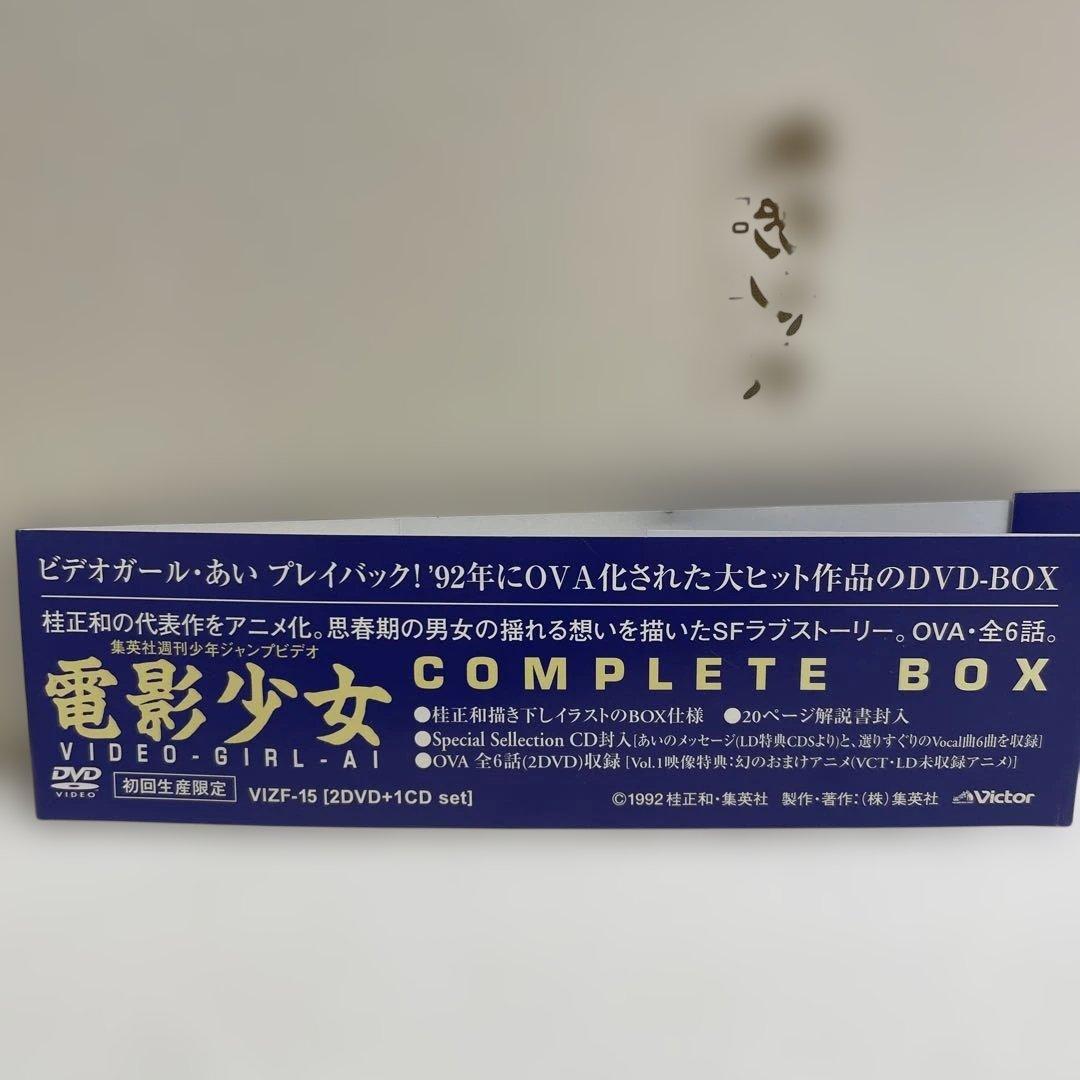 ビデオガール・あい プレイバック！'92年にOVA化された大ヒット作品のDVD-BOX
桂正和の代表作をアニメ化。思春期の男女の揺れる想いを描いたSFラブストーリー。OVA・全6話。
集英社週刊少年ジャンプビデオ
電影少女
VIDEO-GIRL-AI
COMPLETE BOX
●桂正和描き下しイラストのBOX仕様 ●20ページ解説書封入
●Special Sellection CD封入[あいのメッセージ(LD特典CDSより)と、選りすぐりのVocal曲6曲を収録]
●OVA 全6話(2DVD)収録 [Vol.1映像特典：幻のおまけアニメ(VCT・LD未収録アニメ)]
DVD
VIDEO
初回生産限定 VIZF-15 [2DVD+1CD set]
©1992 桂正和・集英社 製作・著作：(株)集英社 Victor